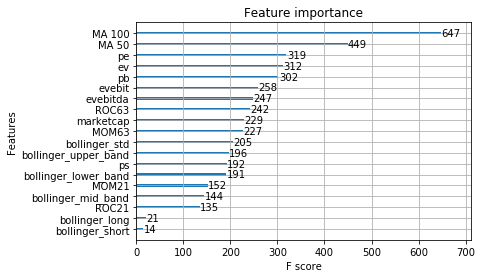 Feature importance
Features
MA 100 647
MA 50 449
pe 319
ev 312
pb 302
evebit 258
evebitda 247
ROC63 242
marketcap 229
MOM63 227
bollinger_std 205
bollinger_upper_band 196
ps 192
bollinger_lower_band 191
MOM21 152
bollinger_mid_band 144
ROC21 135
bollinger_long 21
bollinger_short 14
0 100 200 300 400 500 600 700
F score